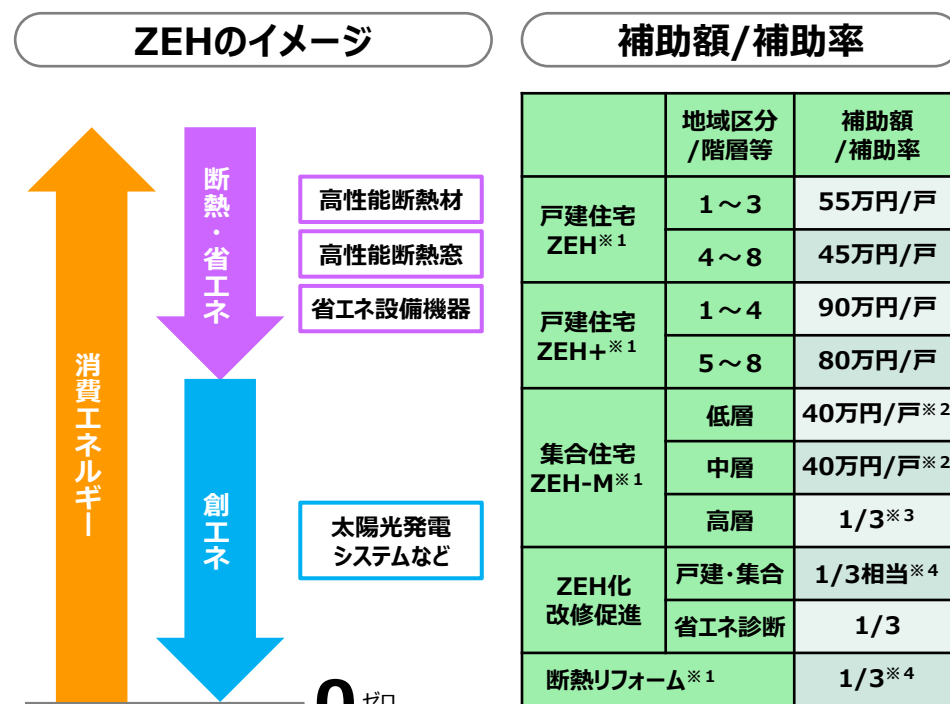 ZEHのイメージ
断熱・省エネ
高性能断熱材
高性能断熱窓
省エネ設備機器
消費エネルギー
創エネ
太陽光発電
システムなど
0 ゼロ
補助額/補助率
地域区分
/階層等
補助額
/補助率
戸建住宅
ZEH※1
1～3
55万円/戸
4～8
45万円/戸
戸建住宅
ZEH+※1
1～4
90万円/戸
5～8
80万円/戸
集合住宅
ZEH-M※1
低層
40万円/戸※2
中層
40万円/戸※2
高層
1/3※3
ZEH化
改修促進
戸建・集合
1/3相当※4
省エネ診断
1/3
断熱リフォーム※1
1/3※4